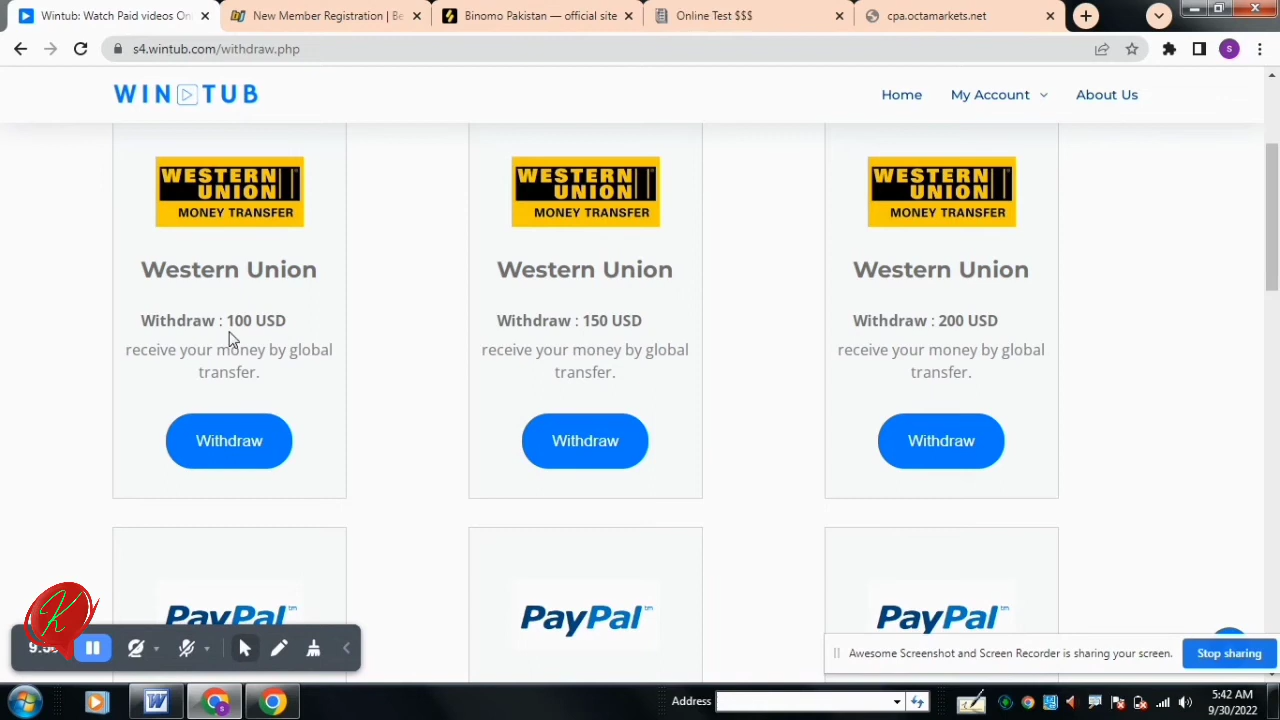 Wintub: Watch Paid videos On
New Member Registration | Be
Binomo Pakistan — official site
Online Test $$$
cpa.octamarkets.net
s4.wintub.com/withdraw.php
S
WIN TUB
Home
My Account
About Us
WESTERN UNION
MONEY TRANSFER
Western Union
Withdraw : 100 USD
receive your money by global
transfer.
Withdraw
WESTERN UNION
MONEY TRANSFER
Western Union
Withdraw : 150 USD
receive your money by global
transfer.
Withdraw
WESTERN UNION
MONEY TRANSFER
Western Union
Withdraw : 200 USD
receive your money by global
transfer.
Withdraw
PayPal™
PayPal™
PayPal™
K
Awesome Screenshot and Screen Recorder is sharing your screen.
Stop sharing
Address
5:42 AM
9/30/2022